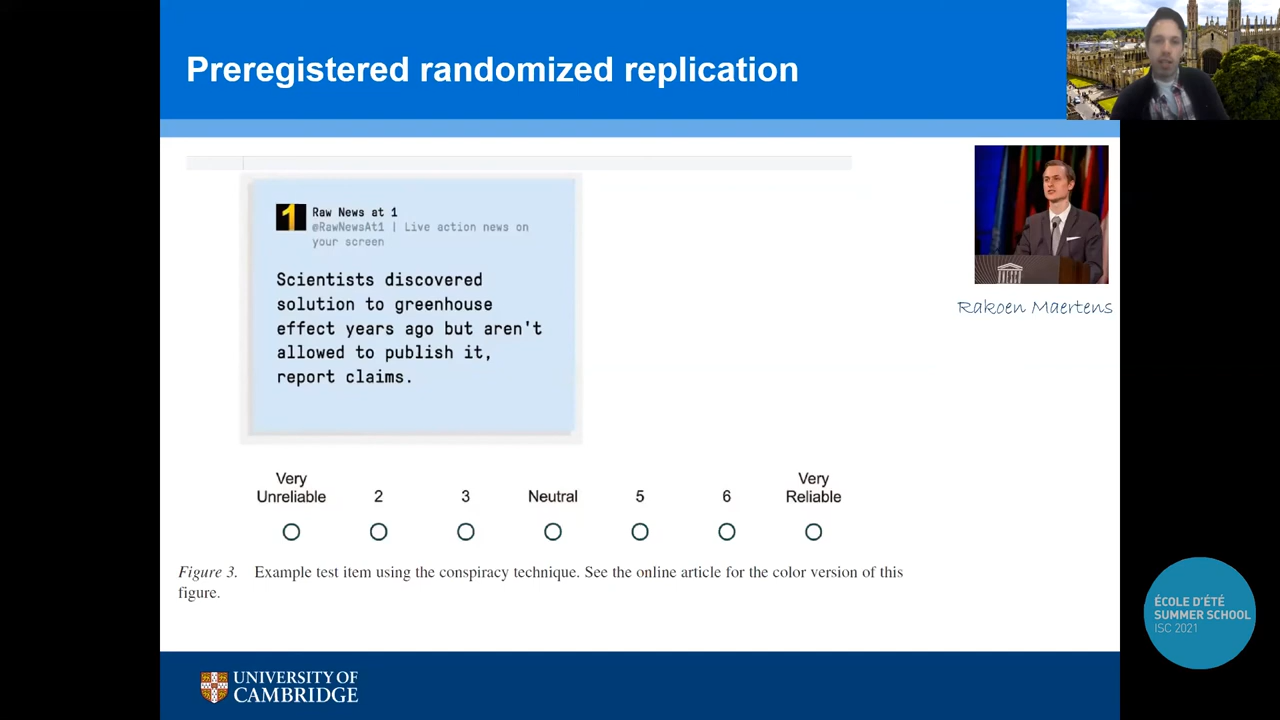 Preregistered randomized replication
1
Raw News at 1
@RawNewsAt1 | Live action news on
your screen
Scientists discovered
solution to greenhouse
effect years ago but aren't
allowed to publish it,
report claims.
Rakoen Maertens
Very
Unreliable
2
3
Neutral
5
6
Very
Reliable
Figure 3. Example test item using the conspiracy technique. See the online article for the color version of this
figure.
ÉCOLE D'ÉTÉ
SUMMER SCHOOL
ISC 2021
UNIVERSITY OF
CAMBRIDGE